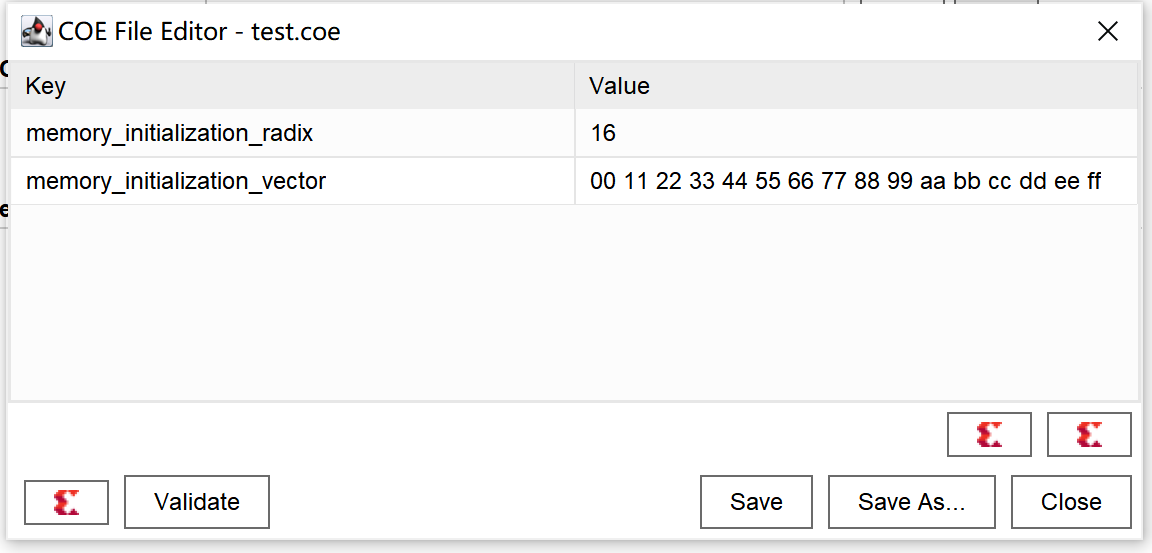 COE File Editor - test.coe
Key Value
memory_initialization_radix 16
memory_initialization_vector 00 11 22 33 44 55 66 77 88 99 aa bb cc dd ee ff
Validate Save Save As... Close